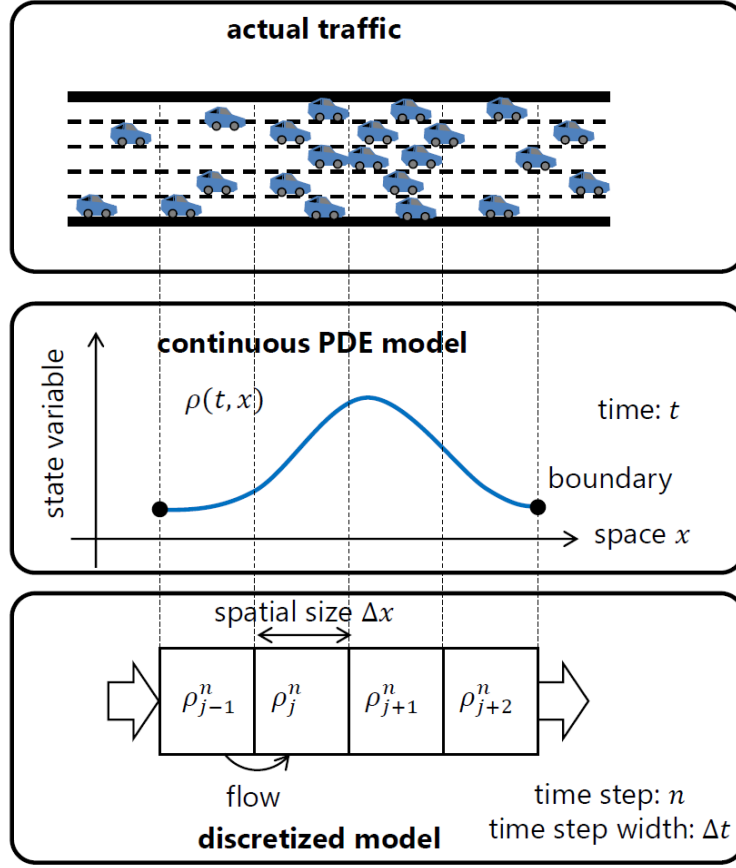 actual traffic
continuous PDE model
state variable
ρ(t, x)
time: t
boundary
space x
spatial size Δx
ρ_{j−1}^{n} ρ_{j}^{n} ρ_{j+1}^{n} ρ_{j+2}^{n}
flow
time step: n
time step width: Δt
discretized model